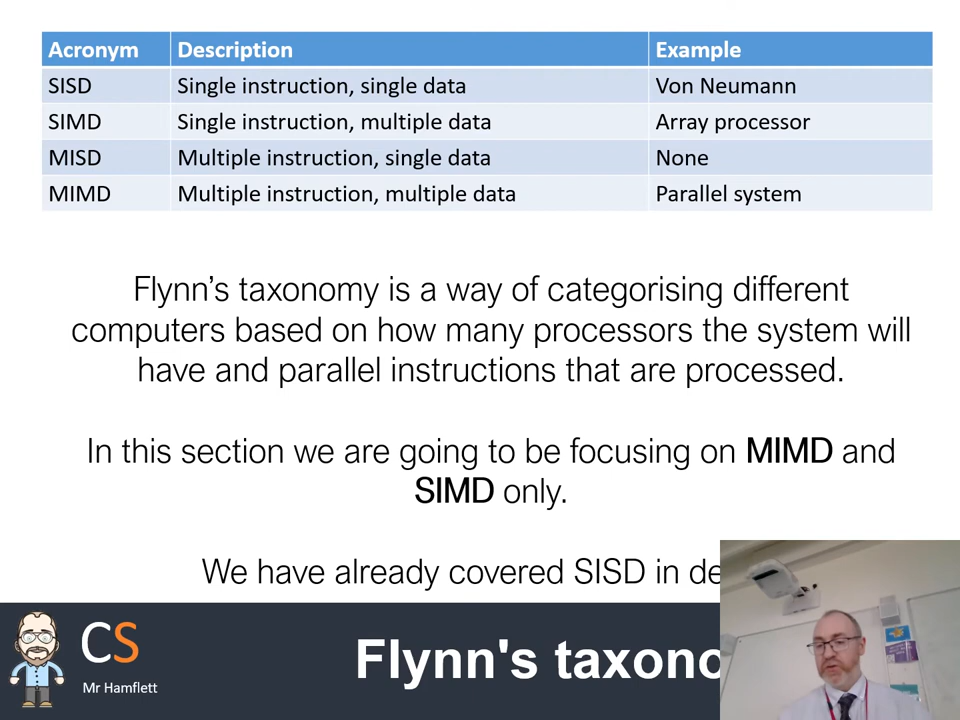 Acronym Description Example
SISD Single instruction, single data Von Neumann
SIMD Single instruction, multiple data Array processor
MISD Multiple instruction, single data None
MIMD Multiple instruction, multiple data Parallel system
Flynn’s taxonomy is a way of categorising different
computers based on how many processors the system will
have and parallel instructions that are processed.
In this section we are going to be focusing on MIMD and
SIMD only.
We have already covered SISD in de
CS
Mr Hamflett
Flynn's taxono